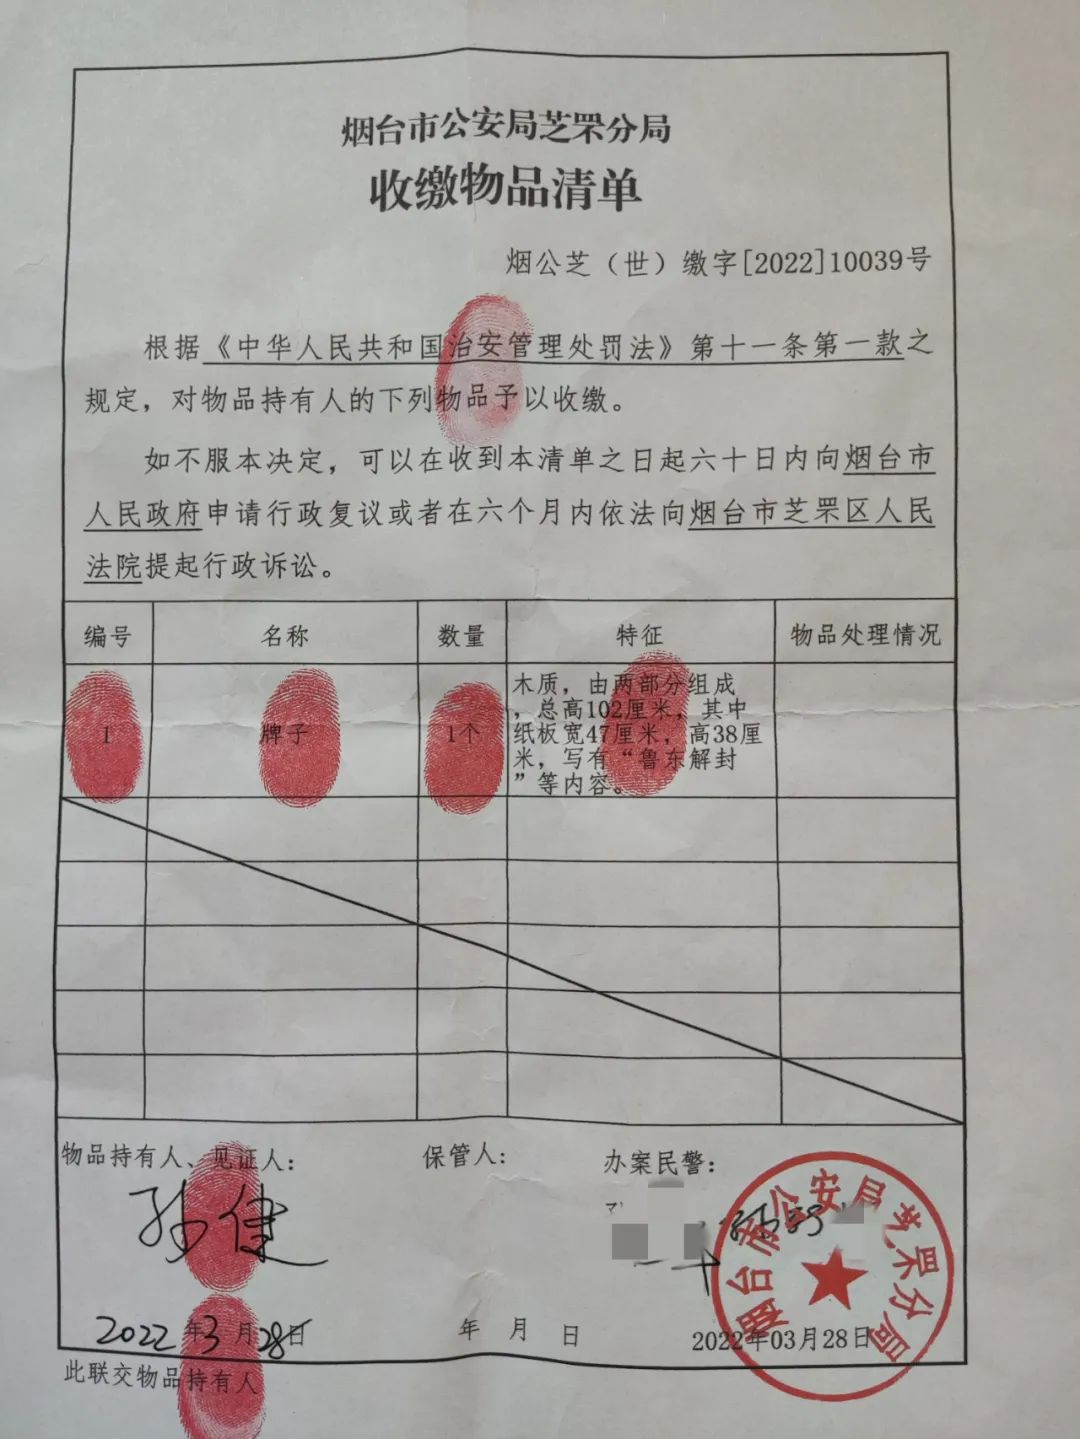 烟台市公安局芝罘分局
收缴物品清单
烟公芝（世）缴字[2022]10039号
根据《中华人民共和国治安管理处罚法》第十一条第一款之
规定，对物品持有人的下列物品予以收缴。
如不服本决定，可以在收到本清单之日起六十日内向烟台市
人民政府申请行政复议或者在六个月内依法向烟台市芝罘区人民
法院提起行政诉讼。
编号 名称 数量 特征 物品处理情况
1 牌子 1个 木质，由两部分组成
，总高102厘米，其中
纸板宽47厘米，高38厘
米，写有“鲁东解封
”等内容。
物品持有人、见证人： 保管人： 办案民警：
孙健
烟台市公安局芝罘分局
2022年3月28日 年 月 日 2022年03月28日
此联交物品持有人